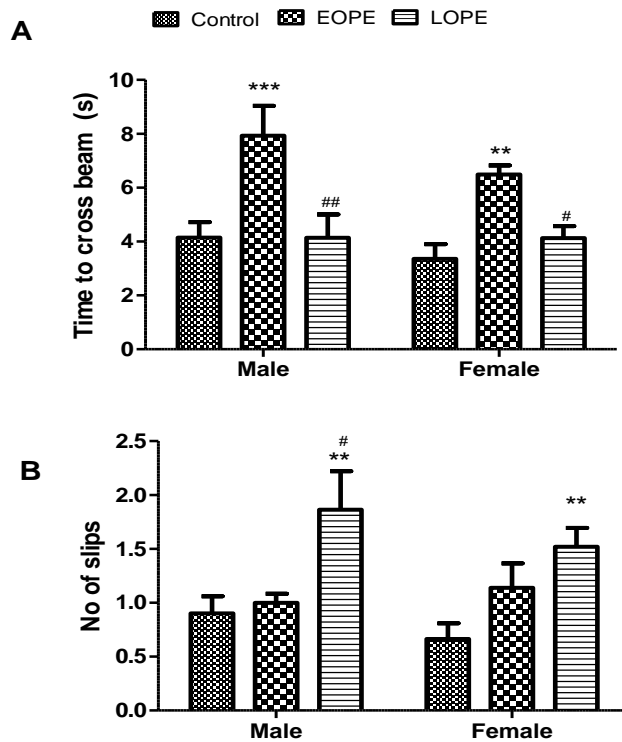 Control EOPE LOPE
A
Time to cross beam (s)
10
8
6
4
2
0
***
##
**
#
Male Female
B
No of slips
2.5
2.0
1.5
1.0
0.5
0.0
#
**
**
Male Female